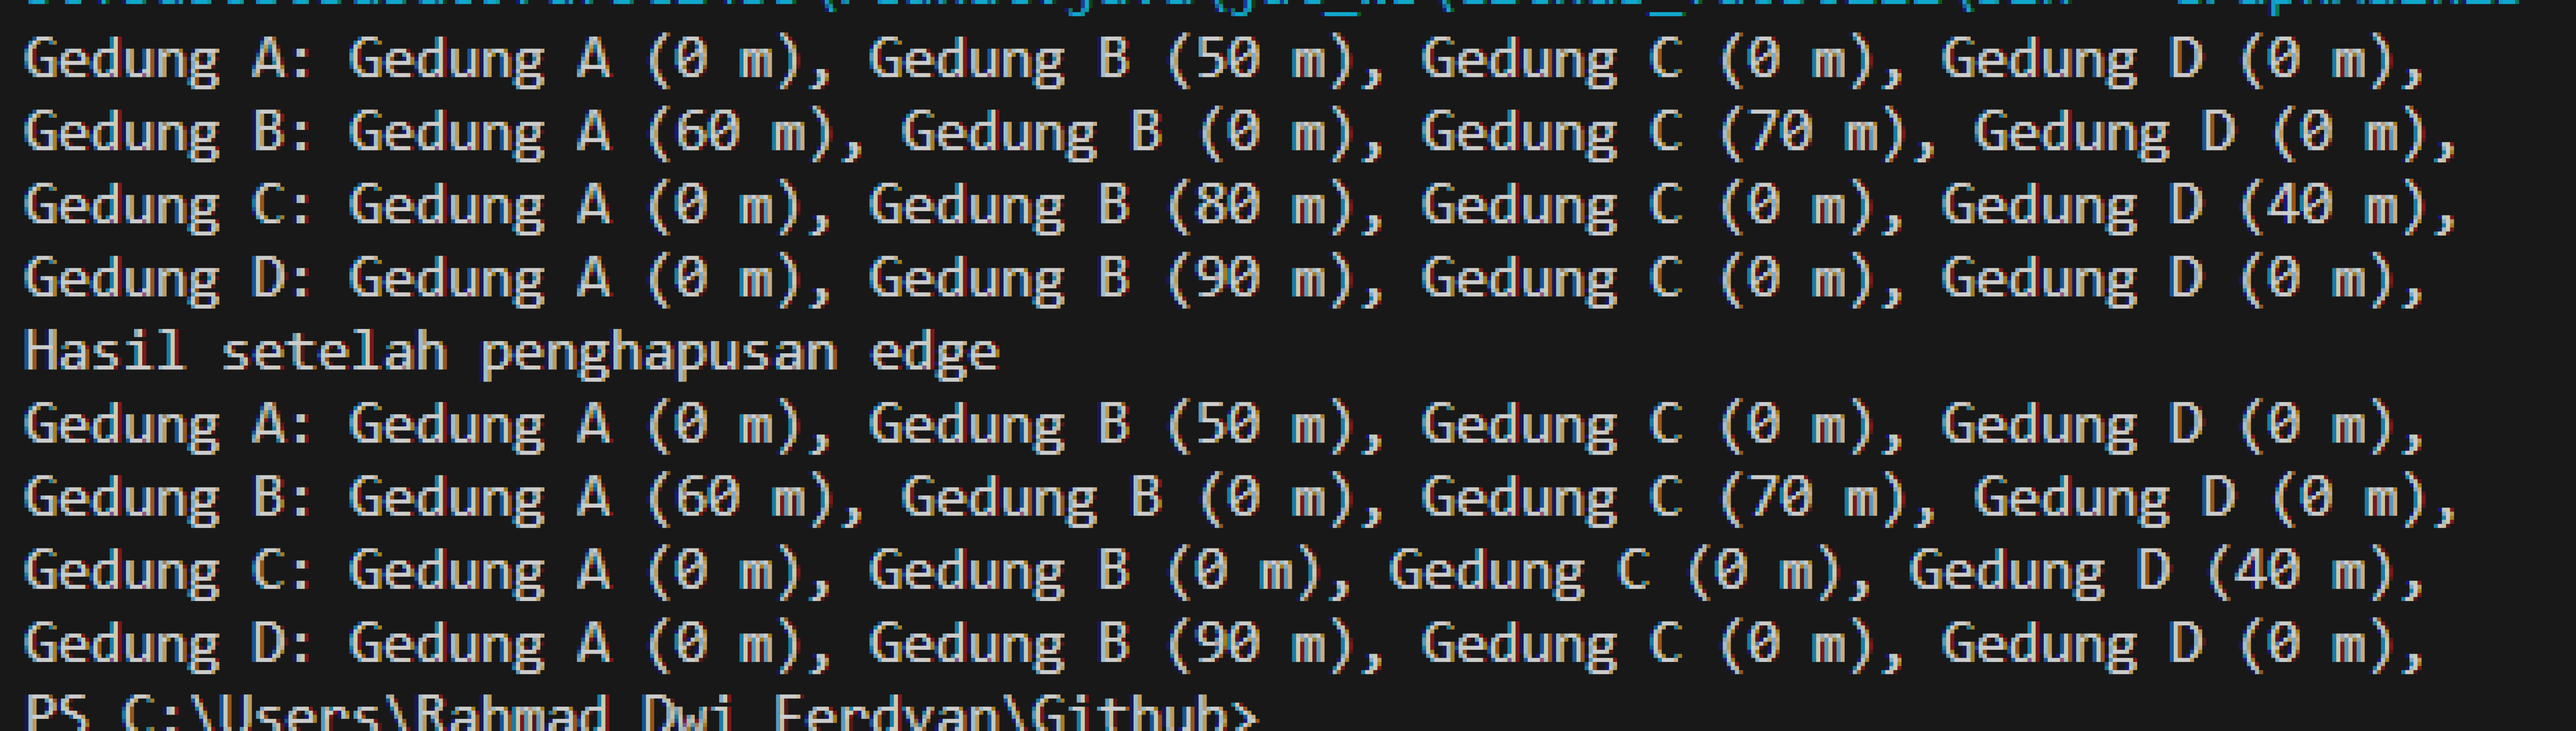 Gedung A: Gedung A (0 m), Gedung B (50 m), Gedung C (0 m), Gedung D (0 m),
Gedung B: Gedung A (60 m), Gedung B (0 m), Gedung C (70 m), Gedung D (0 m),
Gedung C: Gedung A (0 m), Gedung B (80 m), Gedung C (0 m), Gedung D (40 m),
Gedung D: Gedung A (0 m), Gedung B (90 m), Gedung C (0 m), Gedung D (0 m),
Hasil setelah penghapusan edge
Gedung A: Gedung A (0 m), Gedung B (50 m), Gedung C (0 m), Gedung D (0 m),
Gedung B: Gedung A (60 m), Gedung B (0 m), Gedung C (70 m), Gedung D (0 m),
Gedung C: Gedung A (0 m), Gedung B (0 m), Gedung C (0 m), Gedung D (40 m),
Gedung D: Gedung A (0 m), Gedung B (90 m), Gedung C (0 m), Gedung D (0 m),
PS C:\Users\Rahmad Dwi Ferdyan\Github>